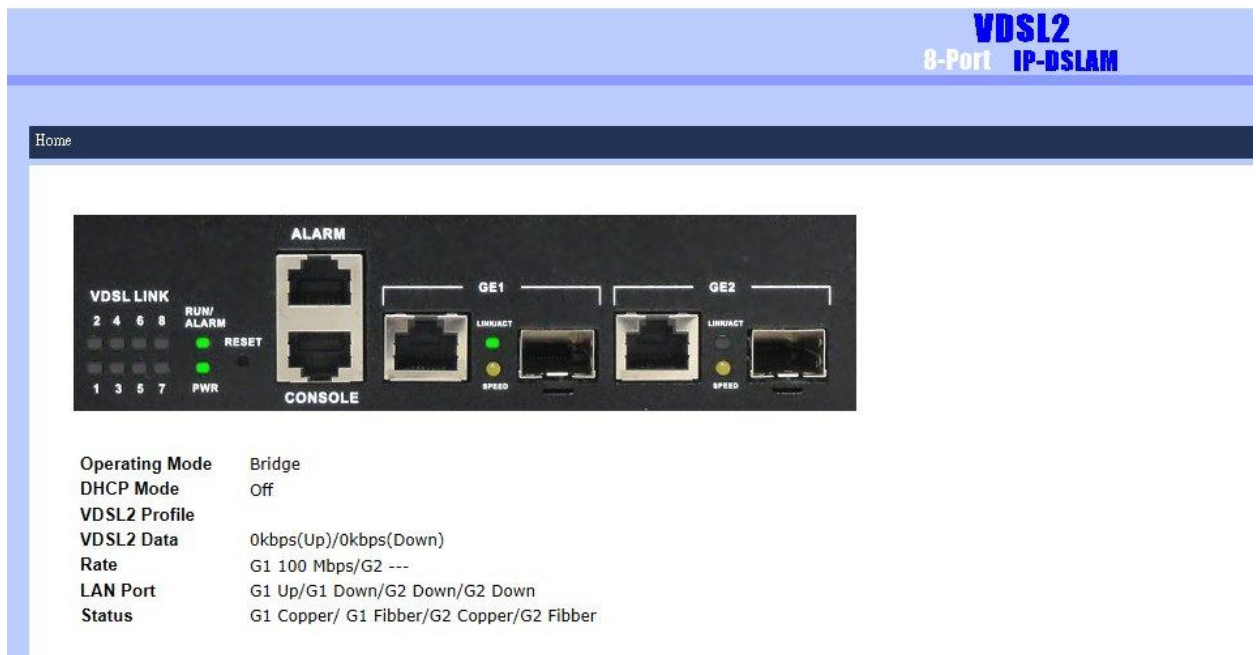 VDSL2
8-Port IP-DSLAM
Home
ALARM
VDSL LINK
2 4 6 8
RUN/
ALARM
RESET
1 3 5 7
PWR
CONSOLE
GE1
LINK/ACT
SPEED
GE2
LINK/ACT
SPEED
Operating Mode Bridge
DHCP Mode Off
VDSL2 Profile
VDSL2 Data 0kbps(Up)/0kbps(Down)
Rate G1 100 Mbps/G2 ---
LAN Port G1 Up/G1 Down/G2 Down/G2 Down
Status G1 Copper/ G1 Fibber/G2 Copper/G2 Fibber